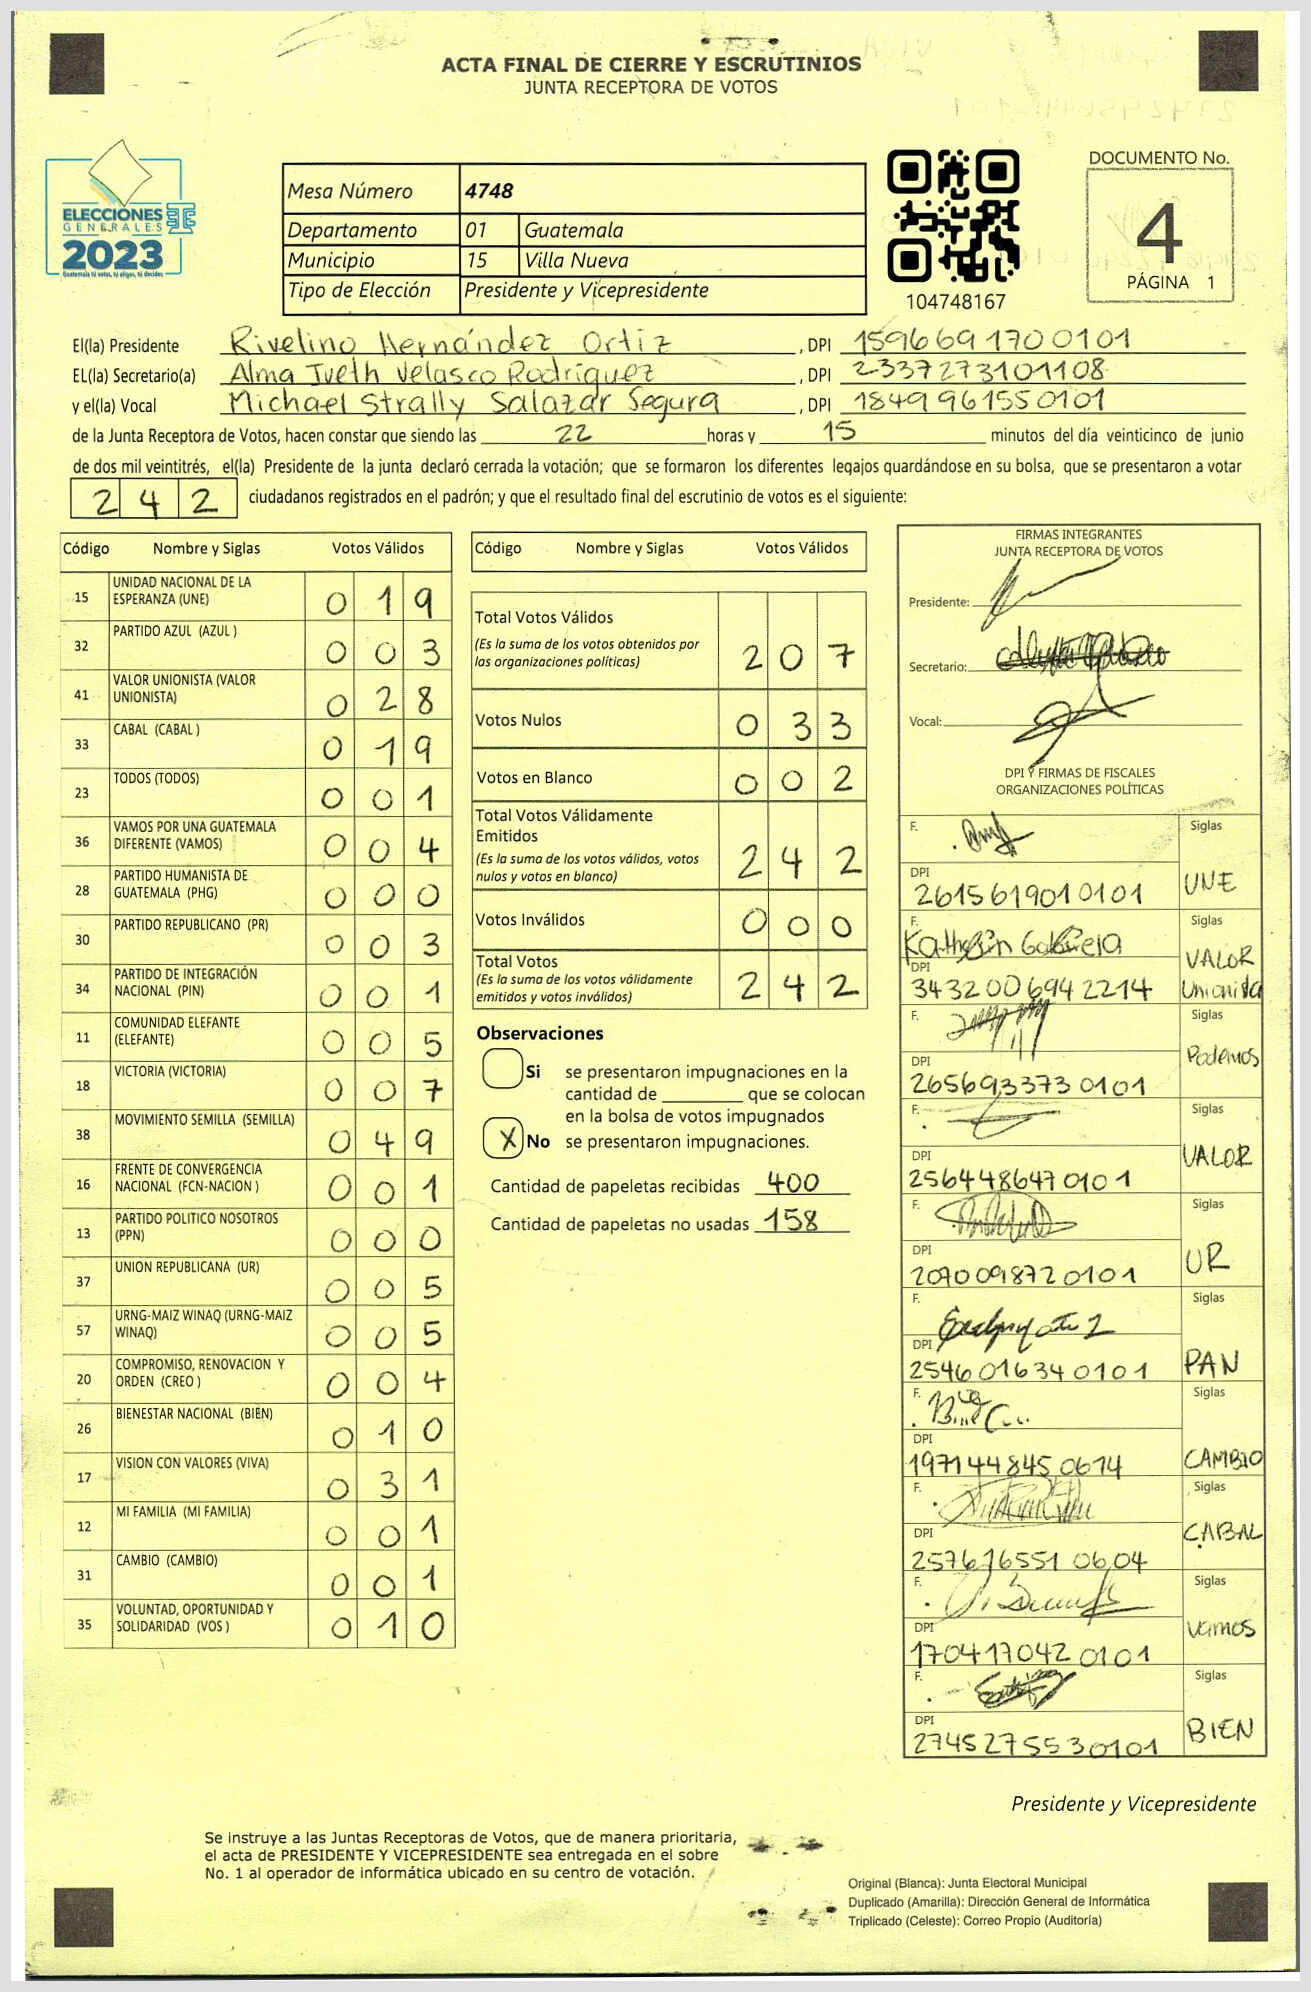 ACTA FINAL DE CIERRE Y ESCRUTINIOS
JUNTA RECEPTORA DE VOTOS
ELECCIONES
GENERALES
2023
Guatemala tú votas, tú eliges, tú decides
Mesa Número 4748
Departamento 01 Guatemala
Municipio 15 Villa Nueva
Tipo de Elección Presidente y Vicepresidente
104748167
DOCUMENTO No.
4
PÁGINA 1
El(la) Presidente Rivelino Hernández Ortiz, DPI 1596691700101
EL(la) Secretario(a) Alma Iveth Velasco Rodríguez, DPI 2337273101108
y el(la) Vocal Michael Strally Salazar Segura, DPI 1849961550101
de la Junta Receptora de Votos, hacen constar que siendo las 22 horas y 15 minutos del día veinticinco de junio
de dos mil veintitrés, el(la) Presidente de la junta declaró cerrada la votación; que se formaron los diferentes legajos guardándose en su bolsa, que se presentaron a votar
242 ciudadanos registrados en el padrón; y que el resultado final del escrutinio de votos es el siguiente:
Código Nombre y Siglas Votos Válidos
15 UNIDAD NACIONAL DE LA ESPERANZA (UNE) 019
32 PARTIDO AZUL (AZUL ) 003
41 VALOR UNIONISTA (VALOR UNIONISTA) 028
33 CABAL (CABAL ) 019
23 TODOS (TODOS) 001
36 VAMOS POR UNA GUATEMALA DIFERENTE (VAMOS) 004
28 PARTIDO HUMANISTA DE GUATEMALA (PHG) 000
30 PARTIDO REPUBLICANO (PR) 003
34 PARTIDO DE INTEGRACIÓN NACIONAL (PIN) 001
11 COMUNIDAD ELEFANTE (ELEFANTE) 005
18 VICTORIA (VICTORIA) 007
38 MOVIMIENTO SEMILLA (SEMILLA) 049
16 FRENTE DE CONVERGENCIA NACIONAL (FCN-NACION ) 001
13 PARTIDO POLITICO NOSOTROS (PPN) 000
37 UNION REPUBLICANA (UR) 005
57 URNG-MAIZ WINAQ (URNG-MAIZ WINAQ) 005
20 COMPROMISO, RENOVACION Y ORDEN (CREO ) 004
26 BIENESTAR NACIONAL (BIEN) 010
17 VISION CON VALORES (VIVA) 031
12 MI FAMILIA (MI FAMILIA) 001
31 CAMBIO (CAMBIO) 001
35 VOLUNTAD, OPORTUNIDAD Y SOLIDARIDAD (VOS ) 010
Código Nombre y Siglas Votos Válidos
Total Votos Válidos 207
(Es la suma de los votos obtenidos por
las organizaciones políticas)
Votos Nulos 033
Votos en Blanco 002
Total Votos Válidamente
Emitidos 242
(Es la suma de los votos válidos, votos
nulos y votos en blanco)
Votos Inválidos 000
Total Votos 242
(Es la suma de los votos válidamente
emitidos y votos inválidos)
Observaciones
Si se presentaron impugnaciones en la
cantidad de ________ que se colocan
en la bolsa de votos impugnados
X No se presentaron impugnaciones.
Cantidad de papeletas recibidas 400
Cantidad de papeletas no usadas 158
FIRMAS INTEGRANTES
JUNTA RECEPTORA DE VOTOS
Presidente:
Secretario:
Vocal:
DPI Y FIRMAS DE FISCALES
ORGANIZACIONES POLÍTICAS
F. Siglas
DPI 2615619010101 UNE
F. Katherin Gabriela Siglas
DPI 3432006942214 VALOR Unionista
F. Siglas
DPI 2656933730101 Podemos
F. Siglas
DPI 2564486470101 VALOR
F. Siglas
DPI 2070098720101 UR
F. Siglas
DPI 2546016340101 PAN
F. Siglas
DPI 1971448450614 CAMBIO
F. Siglas
DPI 2576765510604 CABAL
F. Siglas
DPI 1704170420101 Vamos
F. Siglas
DPI 2745275530101 BIEN
Presidente y Vicepresidente
Se instruye a las Juntas Receptoras de Votos, que de manera prioritaria,
el acta de PRESIDENTE Y VICEPRESIDENTE sea entregada en el sobre
No. 1 al operador de informática ubicado en su centro de votación.
Original (Blanca): Junta Electoral Municipal
Duplicado (Amarilla): Dirección General de Informática
Triplicado (Celeste): Correo Propio (Auditoría)